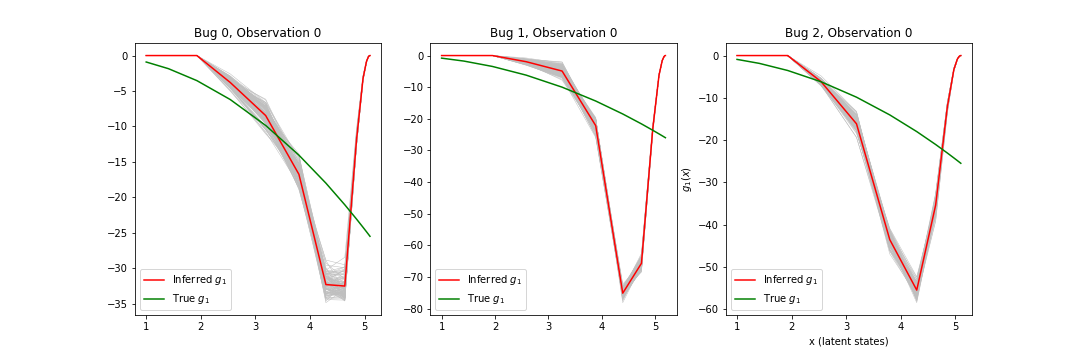 Bug 0, Observation 0
0
−5
−10
−15
−20
−25
−30
−35
1 2 3 4 5
Inferred g₁
True g₁
Bug 1, Observation 0
0
−10
−20
−30
−40
−50
−60
−70
−80
1 2 3 4 5
Inferred g₁
True g₁
Bug 2, Observation 0
g₁(x)
0
−10
−20
−30
−40
−50
−60
1 2 3 4 5
x (latent states)
Inferred g₁
True g₁